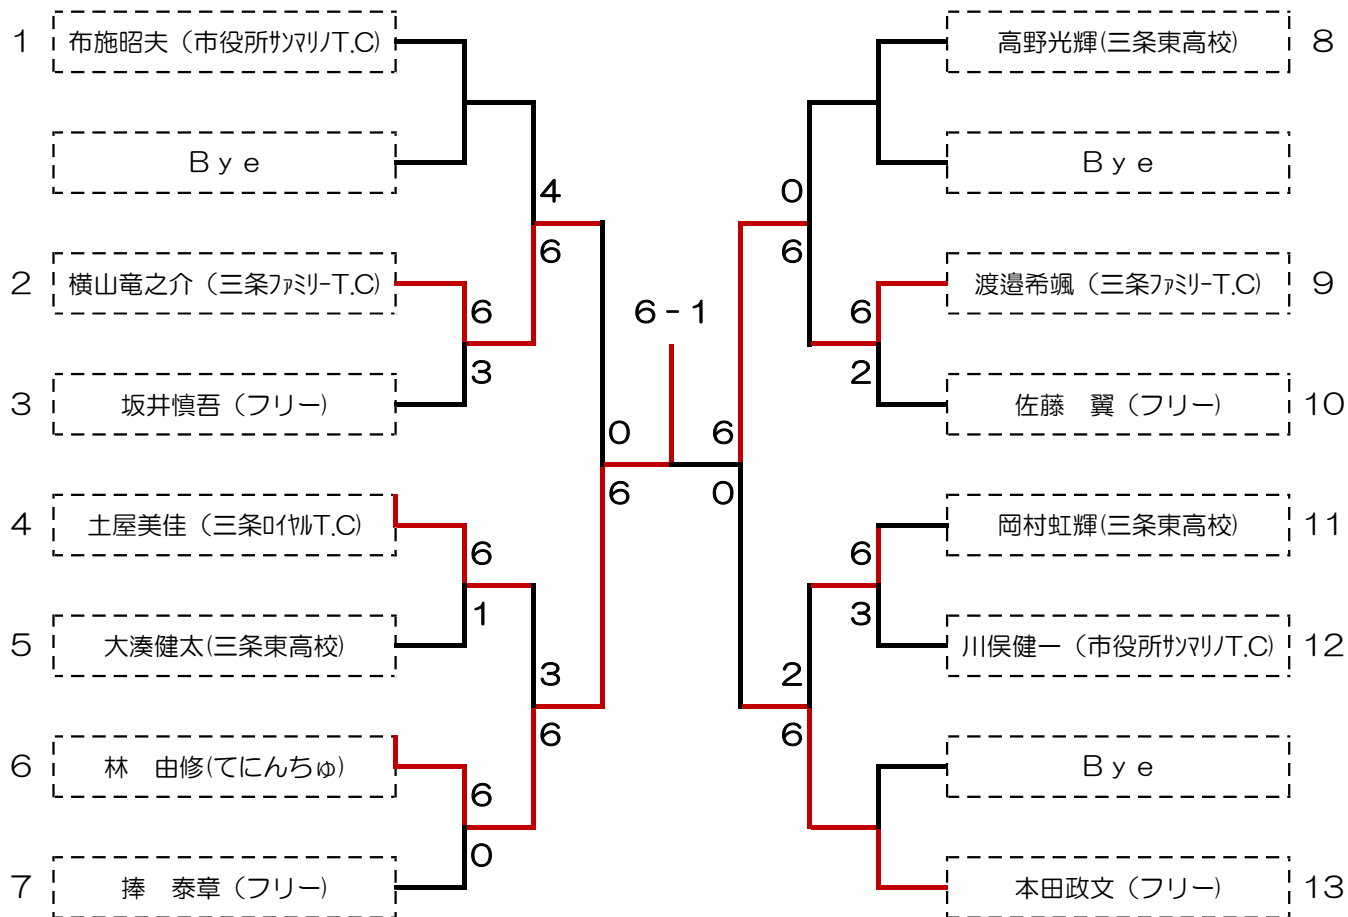 1 布施昭夫（市役所ｻﾝﾏﾘﾉT.C)
Ｂｙｅ
4
6
2 横山竜之介（三条ﾌｧﾐﾘｰT.C)
6
3
3 坂井慎吾（フリー)
0
6
4 土屋美佳（三条ﾛｲﾔﾙT.C)
6
1
5 大湊健太(三条東高校)
3
6
6 林　由修(てにんちゅ)
6
0
7 捧　泰章（フリー)
6-1
高野光輝(三条東高校) 8
Ｂｙｅ
0
6
渡邉希颯（三条ﾌｧﾐﾘｰT.C) 9
6
2
佐藤　翼（フリー) 10
6
0
岡村虹輝(三条東高校) 11
6
3
川俣健一（市役所ｻﾝﾏﾘﾉT.C) 12
2
6
Ｂｙｅ
本田政文（フリー) 13